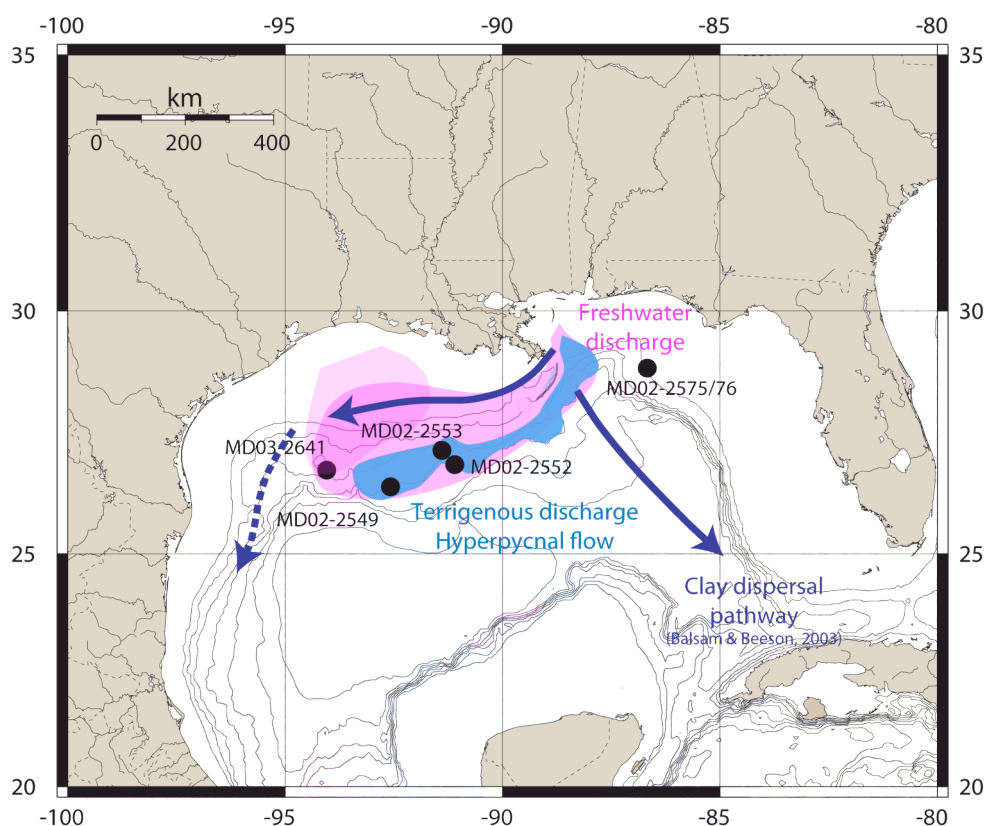 -100 -95 -90 -85 -80
35 35
km
0 200 400
30 30
Freshwater
discharge
MD02-2575/76
MD02-2553
MD03-2641
MD02-2552
MD02-2549
Terrigenous discharge
Hyperpycnal flow
25 25
Clay dispersal
pathway
(Balsam & Beeson, 2003)
20 20
-100 -95 -90 -85 -80